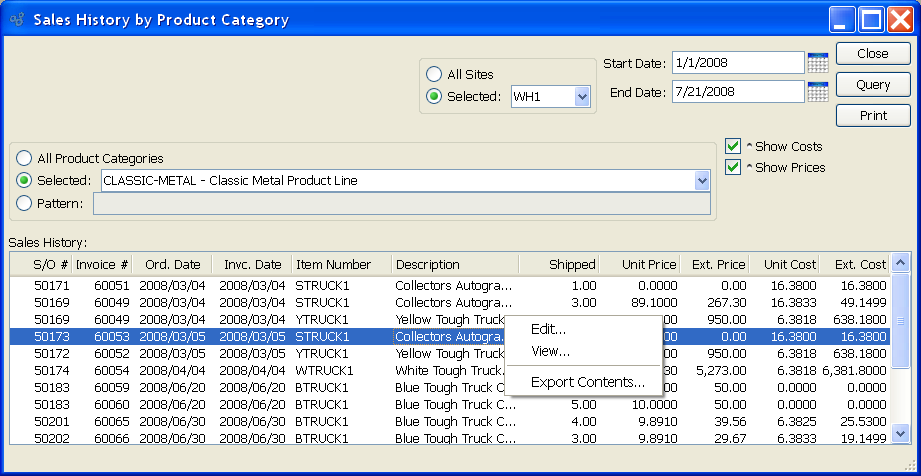 Sales History by Product Category
Close
Query
Print
All Sites
Selected: WH1
Start Date: 1/1/2008
End Date: 7/21/2008
^ Show Costs
^ Show Prices
All Product Categories
Selected: CLASSIC-METAL - Classic Metal Product Line
Pattern:
Sales History:
S/O # Invoice # Ord. Date Invc. Date Item Number Description Shipped Unit Price Ext. Price Unit Cost Ext. Cost
50171 60051 2008/03/04 2008/03/04 STRUCK1 Collectors Autogra... 1.00 0.0000 0.00 16.3800 16.3800
50169 60049 2008/03/04 2008/03/04 STRUCK1 Collectors Autogra... 3.00 89.1000 267.30 16.3833 49.1499
50169 60049 2008/03/04 2008/03/04 YTRUCK1 Yellow Tough Truck 950.00 6.3818 638.1800
50173 60053 2008/03/05 2008/03/05 STRUCK1 Collectors Autogra... 0.00 16.3800 16.3800
50172 60052 2008/03/05 2008/03/05 YTRUCK1 Yellow Tough Truck 950.00 6.3818 638.1800
50174 60054 2008/04/04 2008/04/04 WTRUCK1 White Tough Truck 5,273.00 6.3818 6,381.8000
50183 60059 2008/06/20 2008/06/20 BTRUCK1 Blue Tough Truck C 50.00 0.0000 0.0000
50183 60060 2008/06/20 2008/06/20 BTRUCK1 Blue Tough Truck C... 5.00 10.0000 50.00 0.0000 0.0000
50201 60065 2008/06/30 2008/06/30 BTRUCK1 Blue Tough Truck C... 4.00 9.8910 39.56 6.3825 25.5300
50202 60066 2008/06/30 2008/06/30 BTRUCK1 Blue Tough Truck C... 3.00 9.8910 29.67 6.3833 19.1499
Edit...
View...
Export Contents...